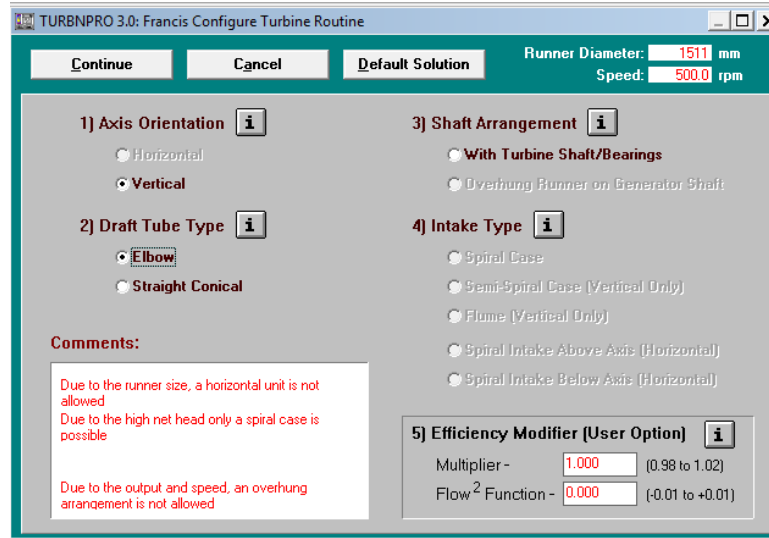 TURBNPRO 3.0: Francis Configure Turbine Routine
Continue
Cancel
Default Solution
Runner Diameter: 1511 mm
Speed: 500.0 rpm
1) Axis Orientation i
Horizontal
Vertical
2) Draft Tube Type i
Elbow
Straight Conical
Comments:
Due to the runner size, a horizontal unit is not
allowed
Due to the high net head only a spiral case is
possible
Due to the output and speed, an overhung
arrangement is not allowed
3) Shaft Arrangement i
With Turbine Shaft/Bearings
Overhung Runner on Generator Shaft
4) Intake Type i
Spiral Case
Semi-Spiral Case (Vertical Only)
Flume (Vertical Only)
Spiral Intake Above Axis (Horizontal)
Spiral Intake Below Axis (Horizontal)
5) Efficiency Modifier (User Option) i
Multiplier - 1.000 (0.98 to 1.02)
Flow² Function - 0.000 (-0.01 to +0.01)